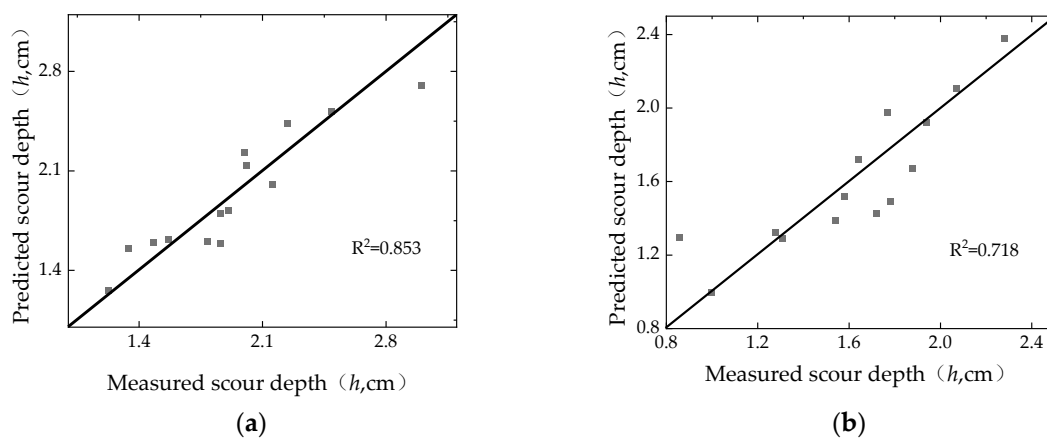 Predicted scour depth（h,cm）
2.8
2.1
1.4
R²=0.853
1.4 2.1 2.8
Measured scour depth（h,cm）
(a)
Predicted scour depth（h,cm）
2.4
2.0
1.6
1.2
0.8
R²=0.718
0.8 1.2 1.6 2.0 2.4
Measured scour depth（h,cm）
(b)